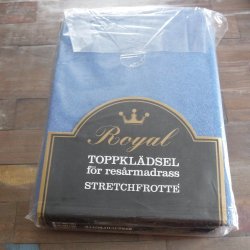 Royal
TOPPKLÄDSEL
för resårmadrass
STRETCHFROTTÉ